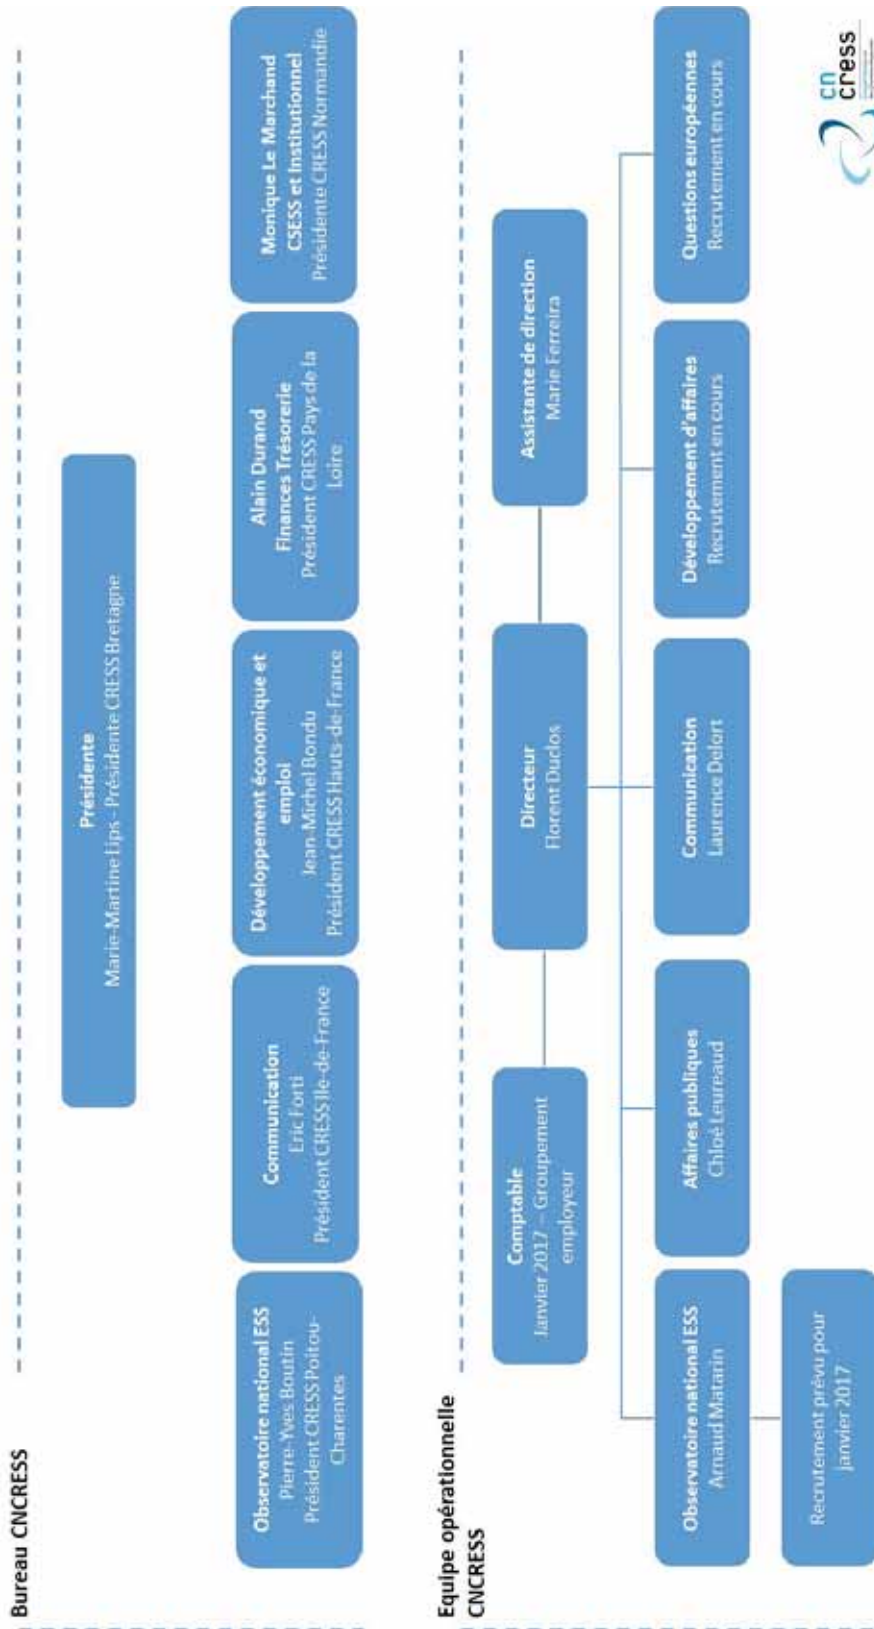 Bureau CNCRESS
Présidente
Marie-Martine Lips - Présidente CRESS Bretagne
Observatoire national ESS
Pierre-Yves Boutin
Président CRESS Poitou-
Charentes
Communication
Eric Forti
Président CRESS Ile-de-France
Développement économique et
emploi
Jean-Michel Bondu
Président CRESS Hauts-de-France
Alain Durand
Finances Trésorerie
Président CRESS Pays de la
Loire
Monique Le Marchand
CSESS et Institutionnel
Présidente CRESS Normandie
Equipe opérationnelle
CNCRESS
Comptable
Janvier 2017 – Groupement
employeur
Directeur
Florent Duclos
Assistante de direction
Marie Ferreira
Observatoire national ESS
Arnaud Matarin
Affaires publiques
Chloé Leureaud
Communication
Laurence Delort
Développement d'affaires
Recrutement en cours
Questions européennes
Recrutement en cours
Recrutement prévu pour
janvier 2017
cn
cress